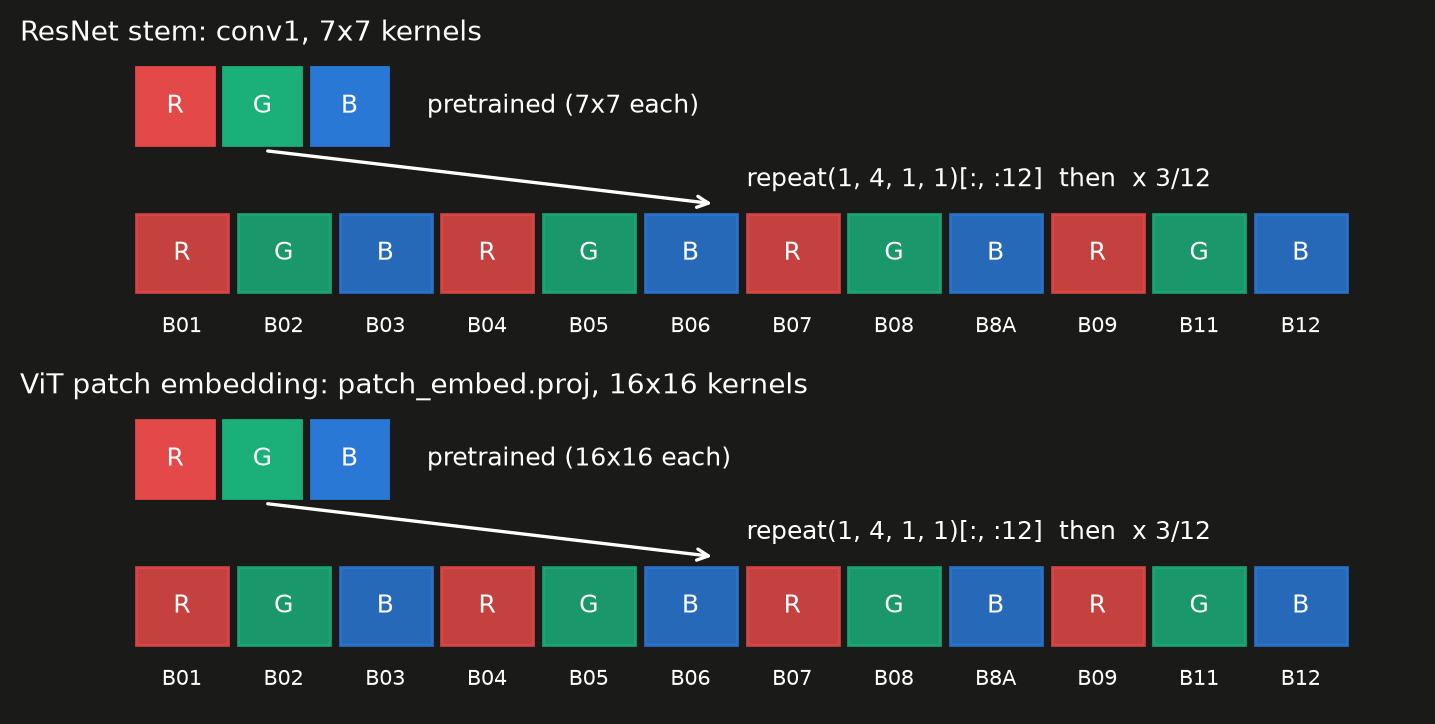 ResNet stem: conv1, 7x7 kernels
R G B pretrained (7x7 each)
repeat(1, 4, 1, 1)[:, :12]  then  x 3/12
R G B R G B R G B R G B
B01 B02 B03 B04 B05 B06 B07 B08 B8A B09 B11 B12
ViT patch embedding: patch_embed.proj, 16x16 kernels
R G B pretrained (16x16 each)
repeat(1, 4, 1, 1)[:, :12]  then  x 3/12
R G B R G B R G B R G B
B01 B02 B03 B04 B05 B06 B07 B08 B8A B09 B11 B12